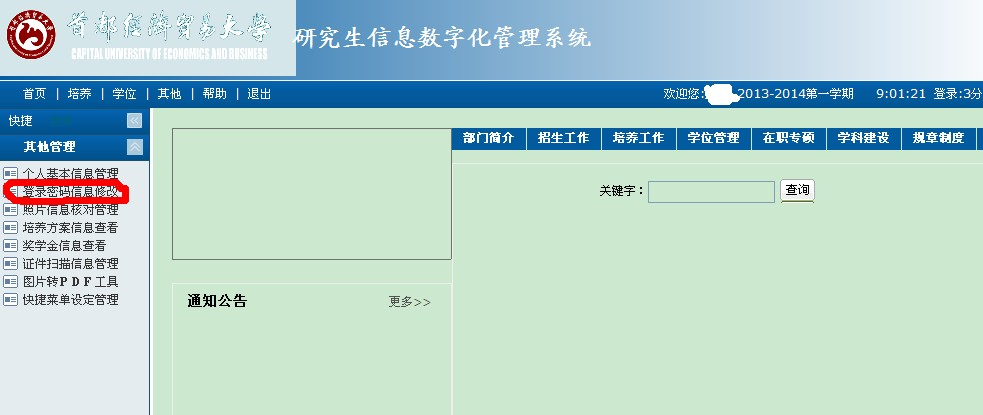 首都经济贸易大学
CAPITAL UNIVERSITY OF ECONOMICS AND BUSINESS
研究生信息数字化管理系统
首页 | 培养 | 学位 | 其他 | 帮助 | 退出
欢迎您: 2013-2014第一学期 9:01:21 登录:3分
快捷
其他管理
个人基本信息管理
登录密码信息修改
照片信息核对管理
培养方案信息查看
奖学金信息查看
证件扫描信息管理
图片转PDF工具
快捷菜单设定管理
部门简介 招生工作 培养工作 学位管理 在职专硕 学科建设 规章制度
关键字: 查询
通知公告 更多>>